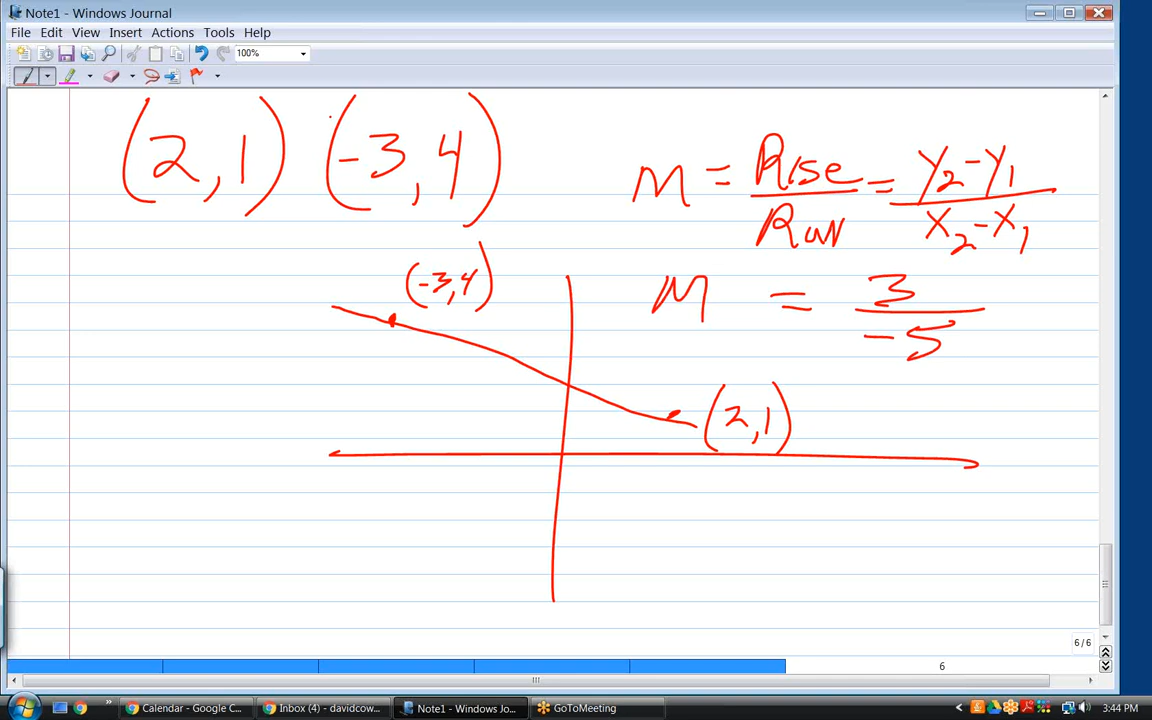 Note1 - Windows Journal
File Edit View Insert Actions Tools Help
100%
(2,1) (-3,4)
M = Rise/Run = Y2-Y1/X2-X1
(-3,4)
M = 3/-5
(2,1)
6/6
6
Calendar - Google C...
Inbox (4) - davidcow...
Note1 - Windows Jo...
GoToMeeting
3:44 PM